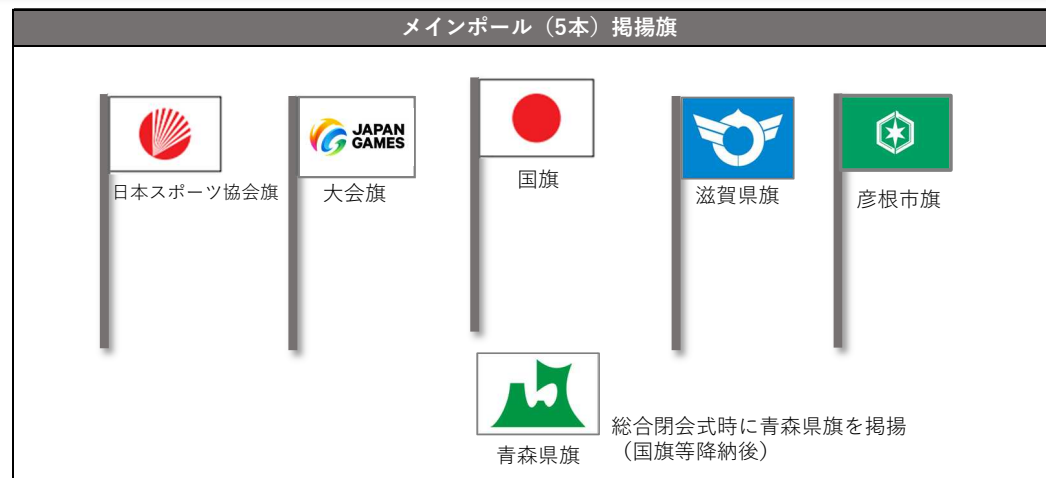 メインポール（5本）掲揚旗
JAPAN
GAMES
日本スポーツ協会旗
大会旗
国旗
滋賀県旗
彦根市旗
青森県旗
総合閉会式時に青森県旗を掲揚
（国旗等降納後）